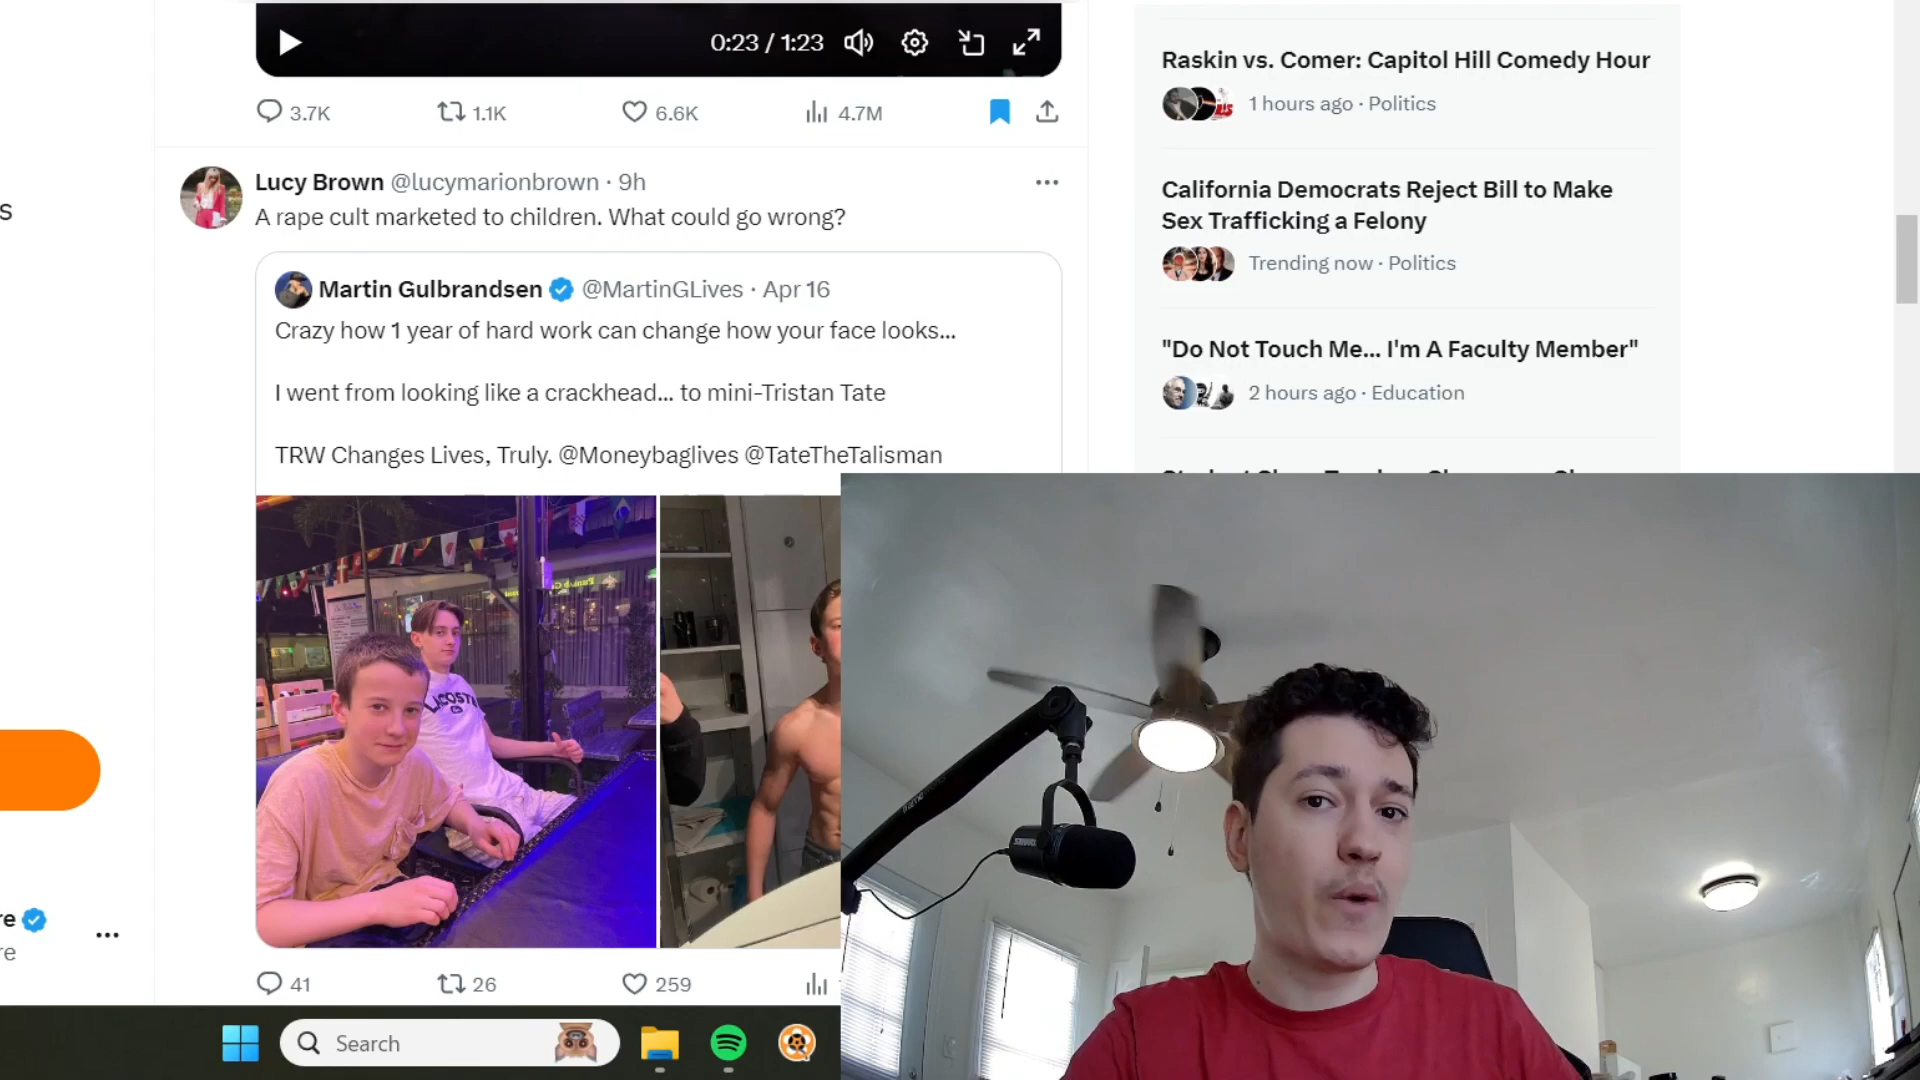 0:23 / 1:23
3.7K
1.1K
6.6K
4.7M
Lucy Brown @lucymarionbrown · 9h
A rape cult marketed to children. What could go wrong?
Martin Gulbrandsen @MartinGLives · Apr 16
Crazy how 1 year of hard work can change how your face looks...
I went from looking like a crackhead... to mini-Tristan Tate
TRW Changes Lives, Truly. @Moneybaglives @TateTheTalisman
LACOSTE
41
26
259
s
re
re
Search
Raskin vs. Comer: Capitol Hill Comedy Hour
1 hours ago · Politics
California Democrats Reject Bill to Make
Sex Trafficking a Felony
Trending now · Politics
"Do Not Touch Me... I'm A Faculty Member"
2 hours ago · Education